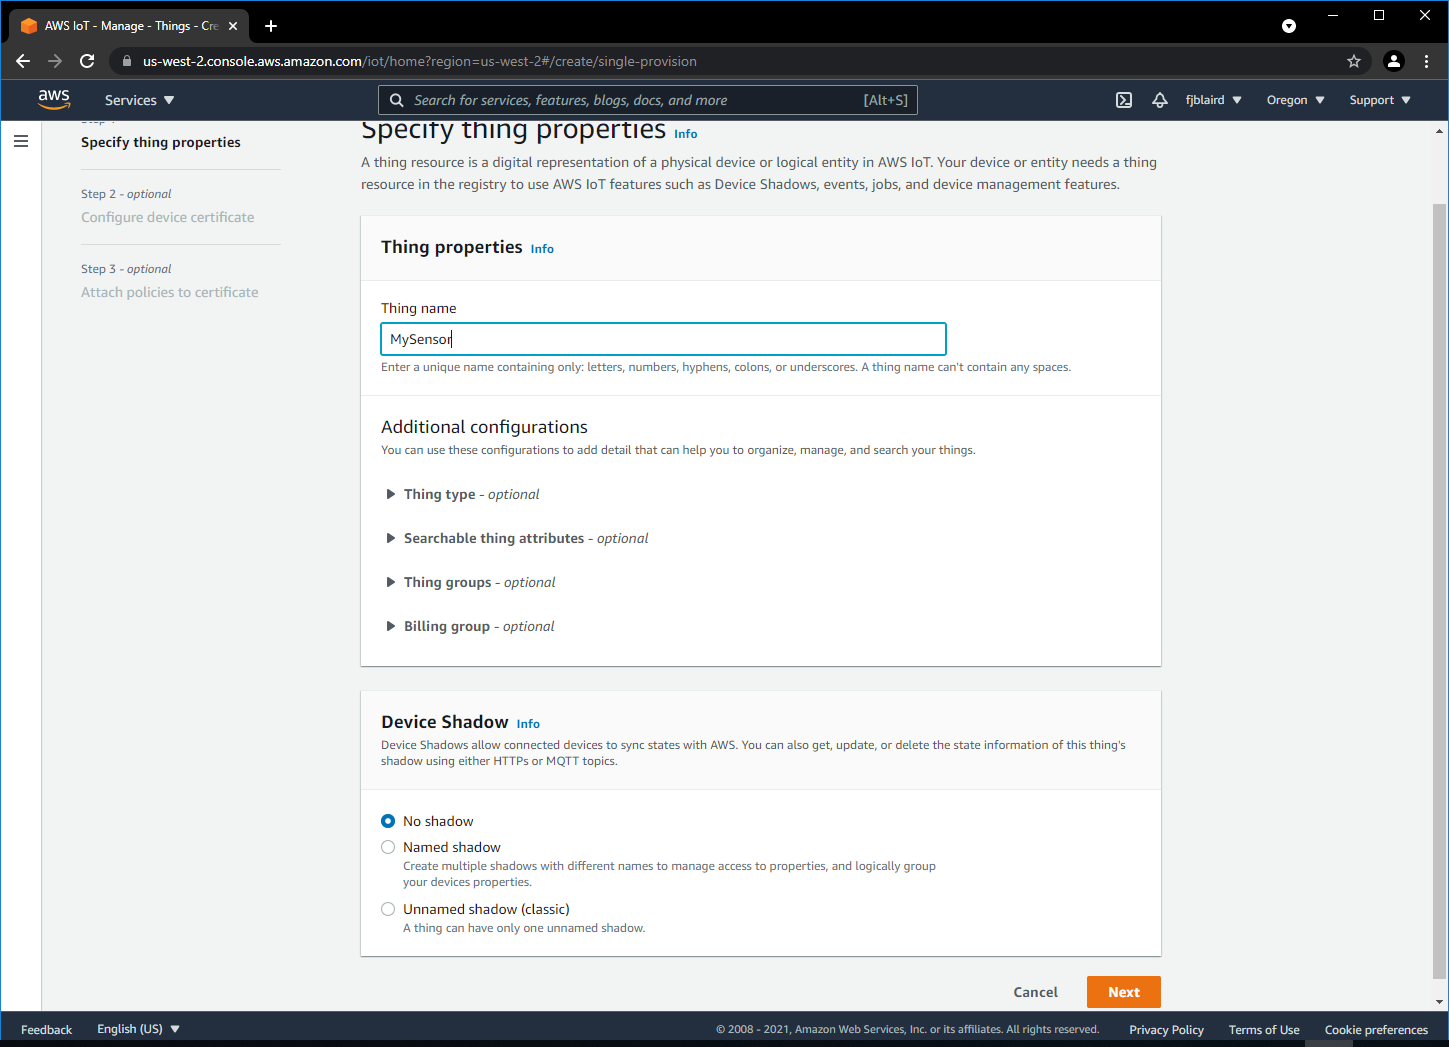 AWS IoT - Manage - Things - Cre
us-west-2.console.aws.amazon.com/iot/home?region=us-west-2#/create/single-provision
aws
Services
Search for services, features, blogs, docs, and more [Alt+S]
fjblaird
Oregon
Support
Specify thing properties
Step 2 - optional
Configure device certificate
Step 3 - optional
Attach policies to certificate
Specify thing properties Info
A thing resource is a digital representation of a physical device or logical entity in AWS IoT. Your device or entity needs a thing
resource in the registry to use AWS IoT features such as Device Shadows, events, jobs, and device management features.
Thing properties Info
Thing name
MySensor
Enter a unique name containing only: letters, numbers, hyphens, colons, or underscores. A thing name can't contain any spaces.
Additional configurations
You can use these configurations to add detail that can help you to organize, manage, and search your things.
Thing type - optional
Searchable thing attributes - optional
Thing groups - optional
Billing group - optional
Device Shadow Info
Device Shadows allow connected devices to sync states with AWS. You can also get, update, or delete the state information of this thing's
shadow using either HTTPs or MQTT topics.
No shadow
Named shadow
Create multiple shadows with different names to manage access to properties, and logically group
your devices properties.
Unnamed shadow (classic)
A thing can have only one unnamed shadow.
Cancel
Next
Feedback
English (US)
© 2008 - 2021, Amazon Web Services, Inc. or its affiliates. All rights reserved.
Privacy Policy
Terms of Use
Cookie preferences